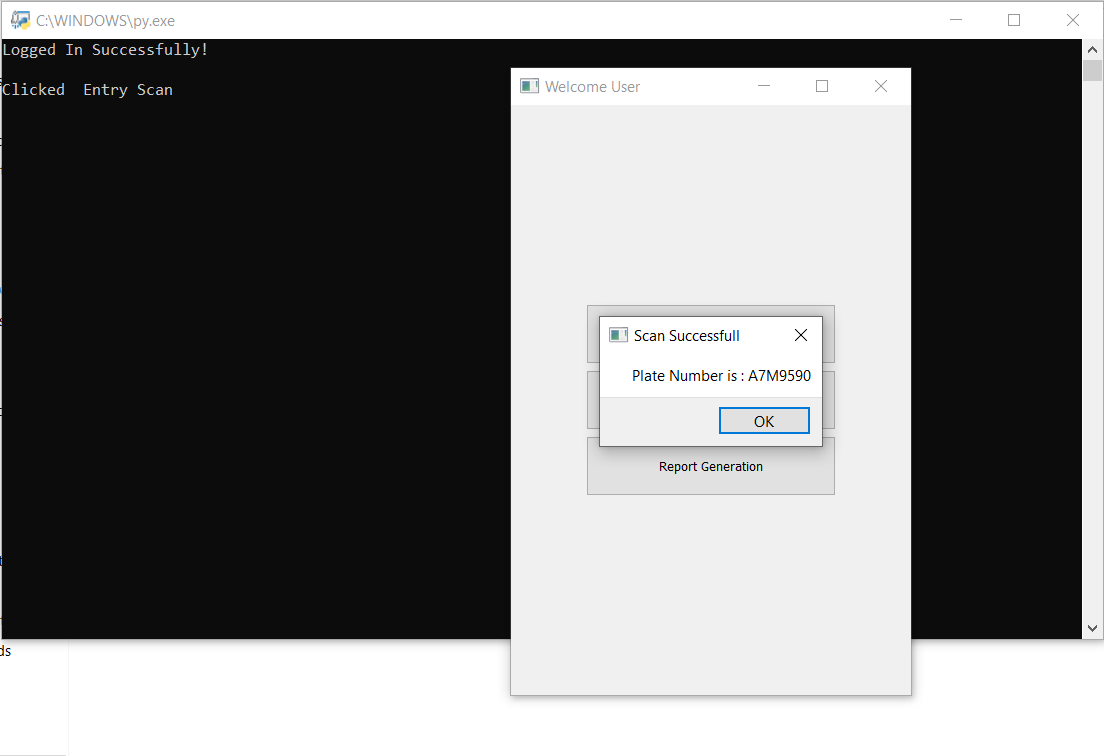 C:\WINDOWS\py.exe
Logged In Successfully!
Clicked  Entry Scan
Welcome User
Scan Successfull
Plate Number is : A7M9590
OK
Report Generation
ds